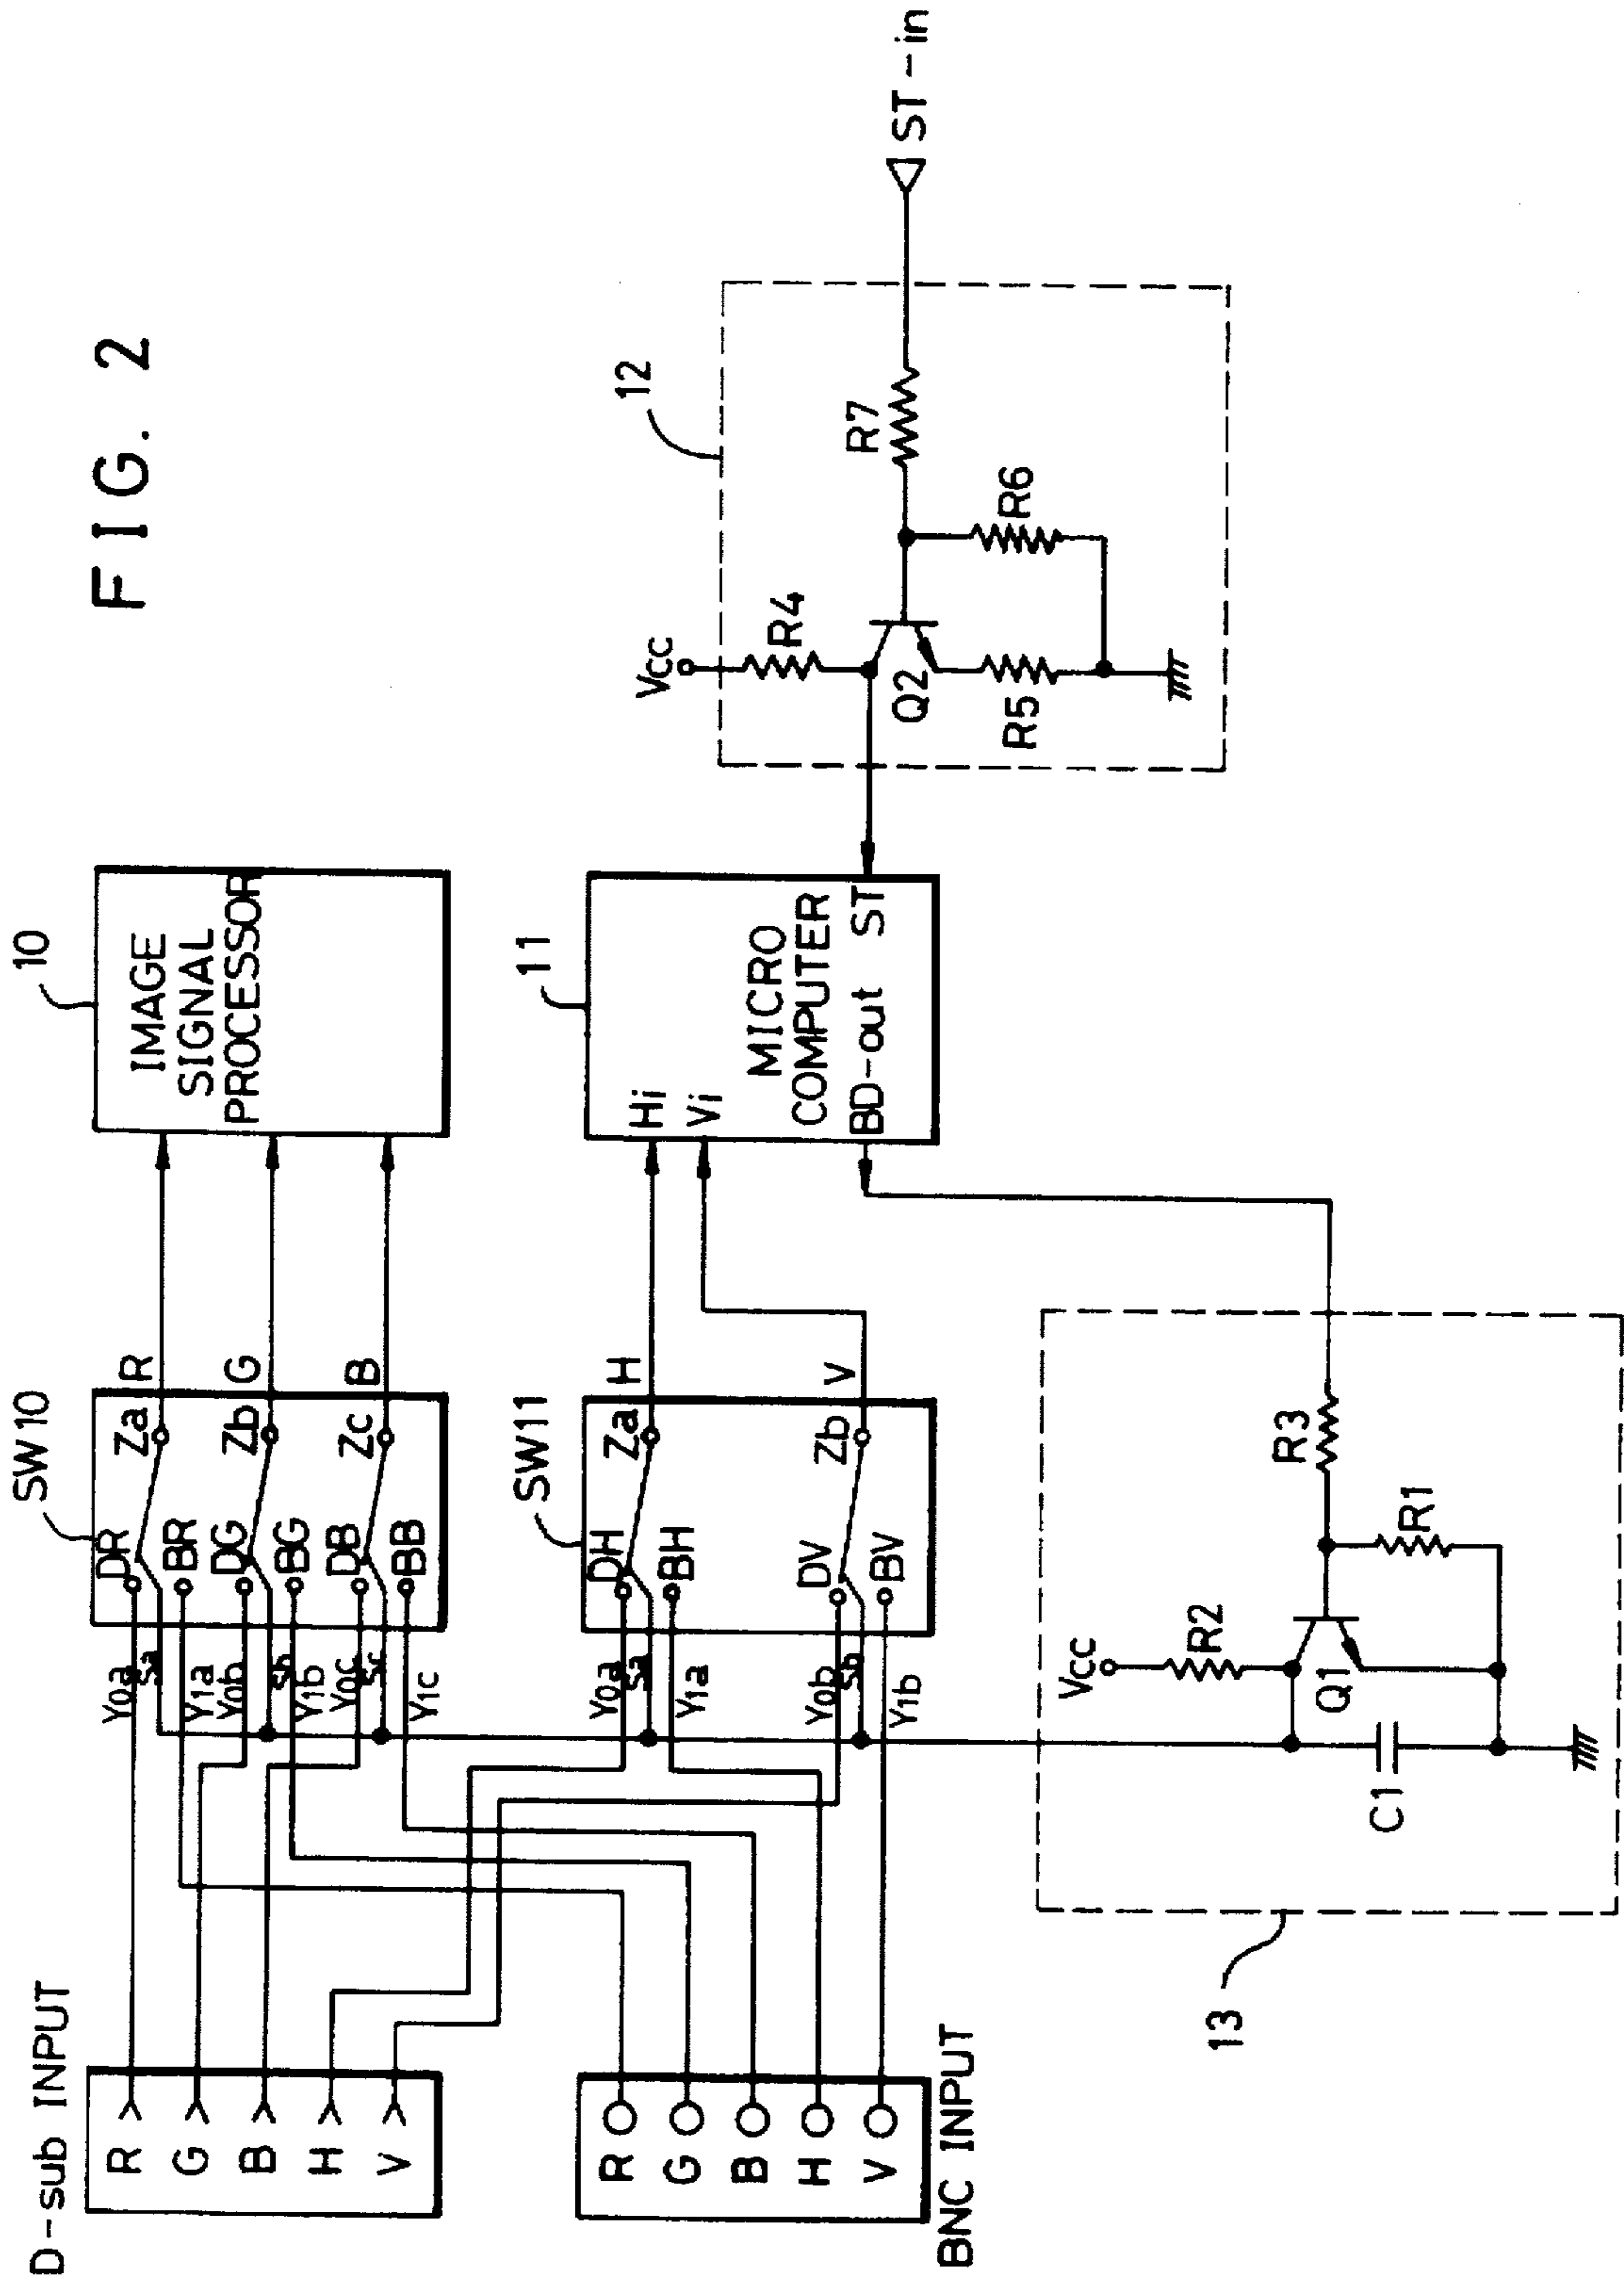 FIG. 2
D-sub INPUT
R
G
B
H
V
BNC INPUT
R
G
B
H
V
SW10
DR
BR
DG
BG
DB
BB
Za
Zb
Zc
Y0a
Sa
Y1a
Y0b
Sb
Y1b
Y0c
Sc
Y1c
R
G
B
10
IMAGE
SIGNAL
PROCESSOR
SW11
DH
BH
DV
BV
Za
Zb
Y0a
Sa
Y1a
Y0b
Sb
Y1b
H
V
11
Hi
Vi
MICRO
COMPUTER
BD-out ST
12
Vcc
R4
Q2
R5
R6
R7
ST-in
13
Vcc
R2
Q1
C1
R1
R3